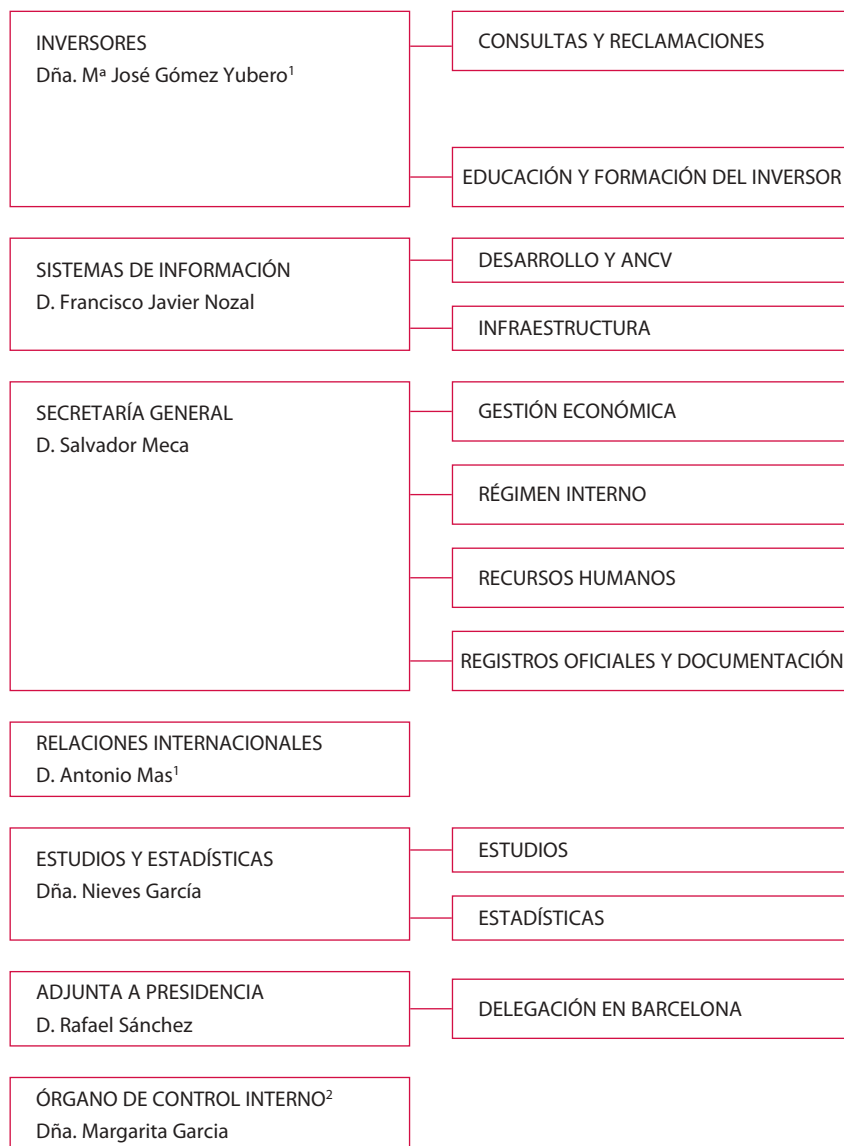 INVERSORES
Dña. Mª José Gómez Yubero¹
CONSULTAS Y RECLAMACIONES
EDUCACIÓN Y FORMACIÓN DEL INVERSOR
SISTEMAS DE INFORMACIÓN
D. Francisco Javier Nozal
DESARROLLO Y ANCV
INFRAESTRUCTURA
SECRETARÍA GENERAL
D. Salvador Meca
GESTIÓN ECONÓMICA
RÉGIMEN INTERNO
RECURSOS HUMANOS
REGISTROS OFICIALES Y DOCUMENTACIÓN
RELACIONES INTERNACIONALES
D. Antonio Mas¹
ESTUDIOS Y ESTADÍSTICAS
Dña. Nieves García
ESTUDIOS
ESTADÍSTICAS
ADJUNTA A PRESIDENCIA
D. Rafael Sánchez
DELEGACIÓN EN BARCELONA
ÓRGANO DE CONTROL INTERNO²
Dña. Margarita Garcia